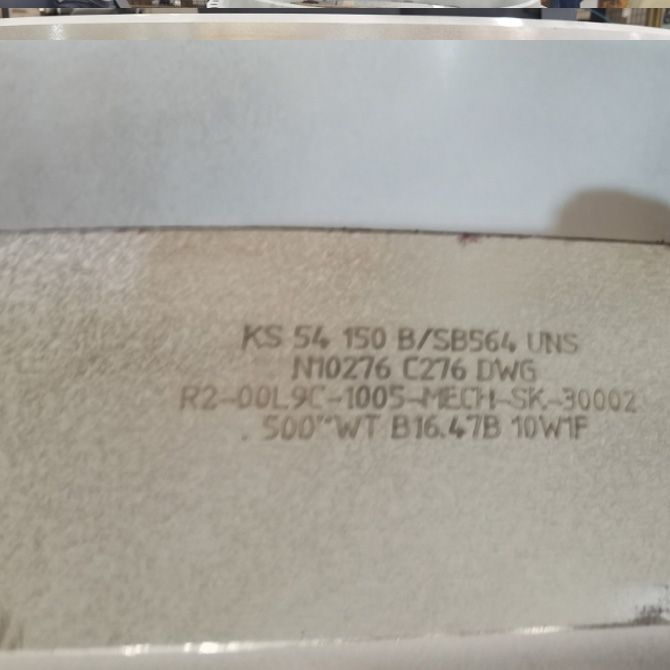 KS 54 150 B/SB564 UNS
N10276 C276 DWG
R2-00L9C-1005-MECH-SK-30002
.500"WT B16.47B 10W1F